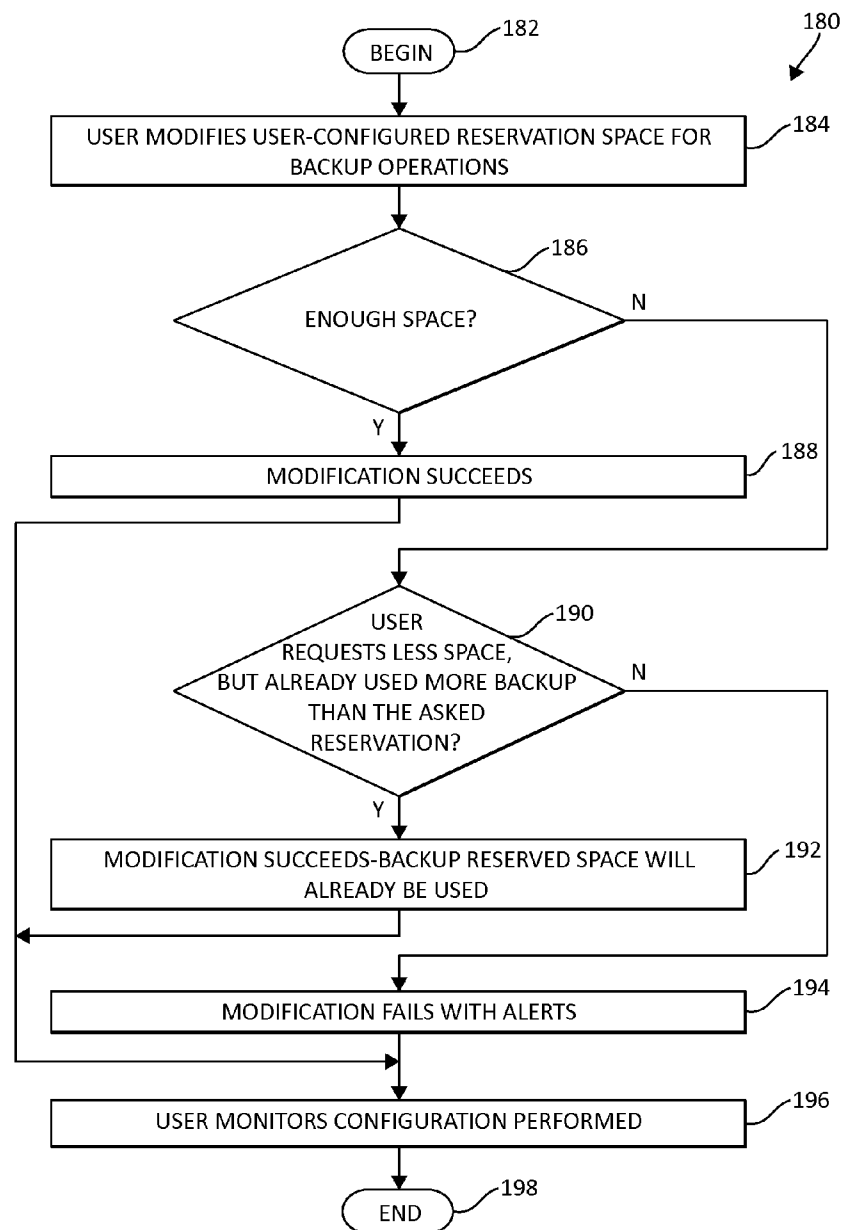 180
BEGIN
182
USER MODIFIES USER-CONFIGURED RESERVATION SPACE FOR
BACKUP OPERATIONS
184
ENOUGH SPACE?
186
N
Y
MODIFICATION SUCCEEDS
188
USER
REQUESTS LESS SPACE,
BUT ALREADY USED MORE BACKUP
THAN THE ASKED
RESERVATION?
190
N
Y
MODIFICATION SUCCEEDS-BACKUP RESERVED SPACE WILL
ALREADY BE USED
192
MODIFICATION FAILS WITH ALERTS
194
USER MONITORS CONFIGURATION PERFORMED
196
END
198